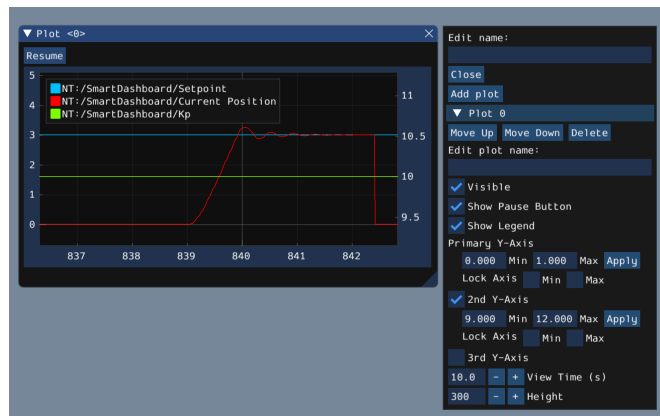 Plot <0>
Resume
NT:/SmartDashboard/Setpoint
NT:/SmartDashboard/Current Position
NT:/SmartDashboard/Kp
5
4
3
2
1
0
11
10.5
10
9.5
837 838 839 840 841 842
Edit name:
Close
Add plot
Plot 0
Move Up Move Down Delete
Edit plot name:
Visible
Show Pause Button
Show Legend
Primary Y-Axis
0.000 Min 1.000 Max Apply
Lock Axis Min Max
2nd Y-Axis
9.000 Min 12.000 Max Apply
Lock Axis Min Max
3rd Y-Axis
10.0 - + View Time (s)
300 - + Height